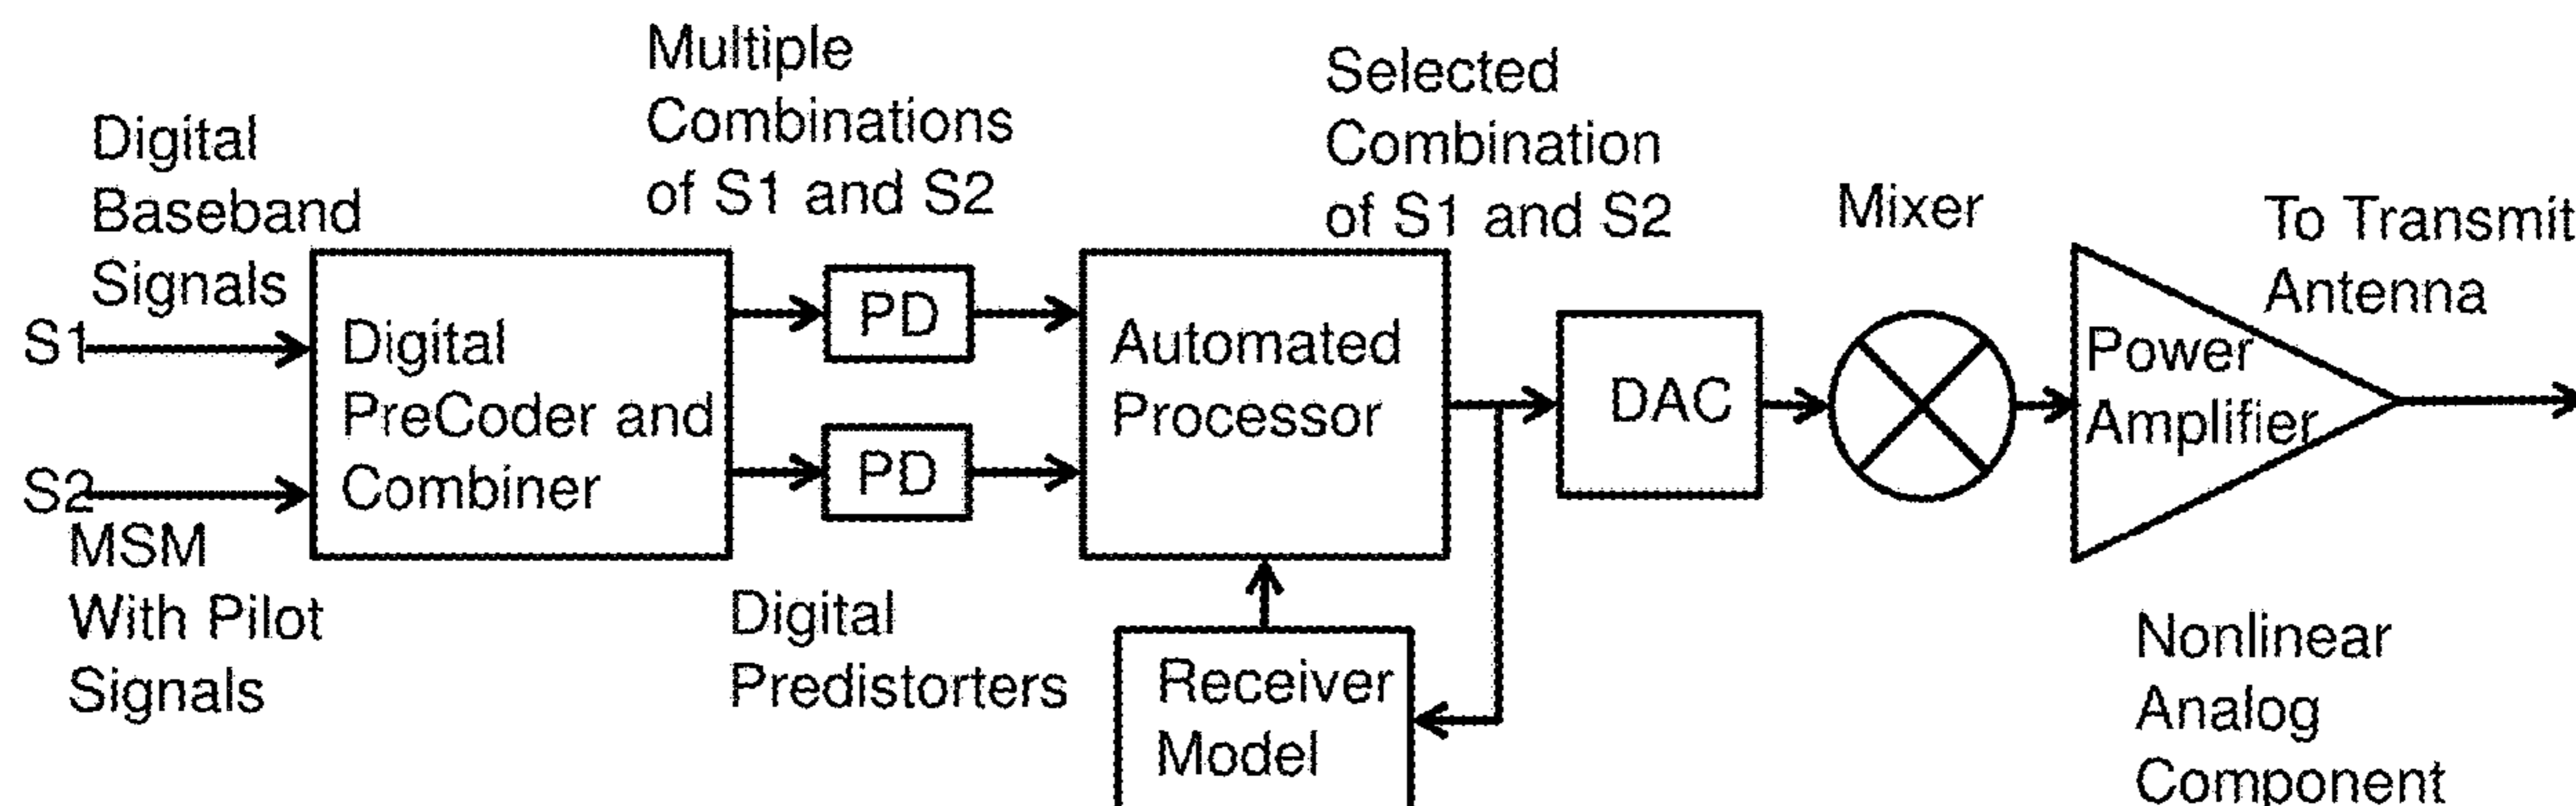 Digital
Baseband
Signals
S1
S2
MSM
With Pilot
Signals
Digital
PreCoder and
Combiner
Multiple
Combinations
of S1 and S2
PD
PD
Digital
Predistorters
Automated
Processor
Receiver
Model
Selected
Combination
of S1 and S2
DAC
Mixer
Power
Amplifier
To Transmit
Antenna
Nonlinear
Analog
Component